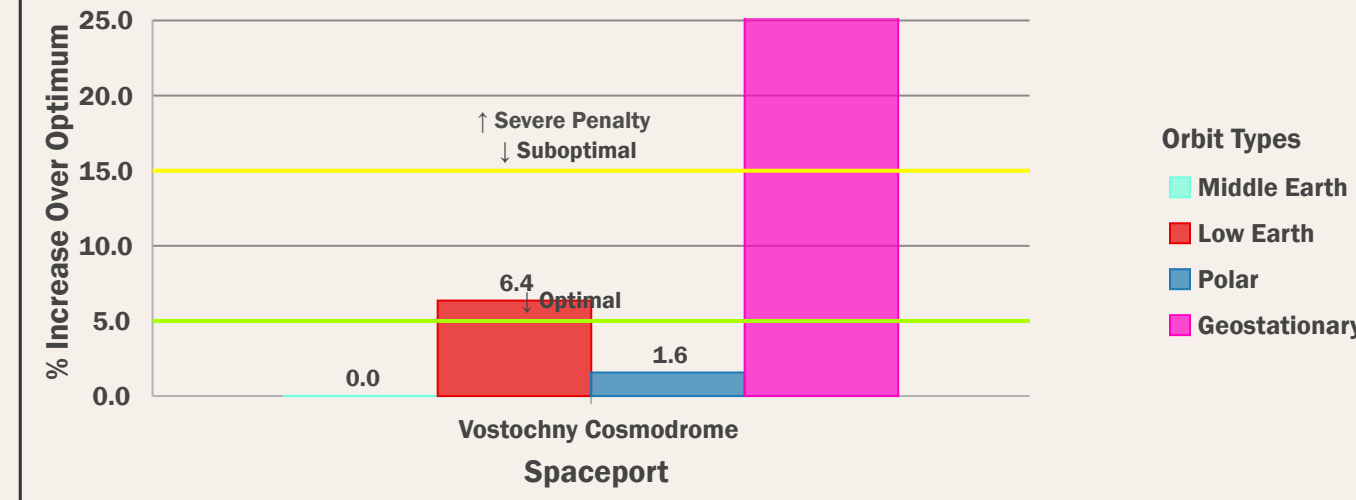 % Increase Over Optimum
25.0
20.0
15.0
10.0
5.0
0.0
↑ Severe Penalty
↓ Suboptimal
↓ Optimal
0.0
6.4
1.6
Vostochny Cosmodrome
Spaceport
Orbit Types
Middle Earth
Low Earth
Polar
Geostationary